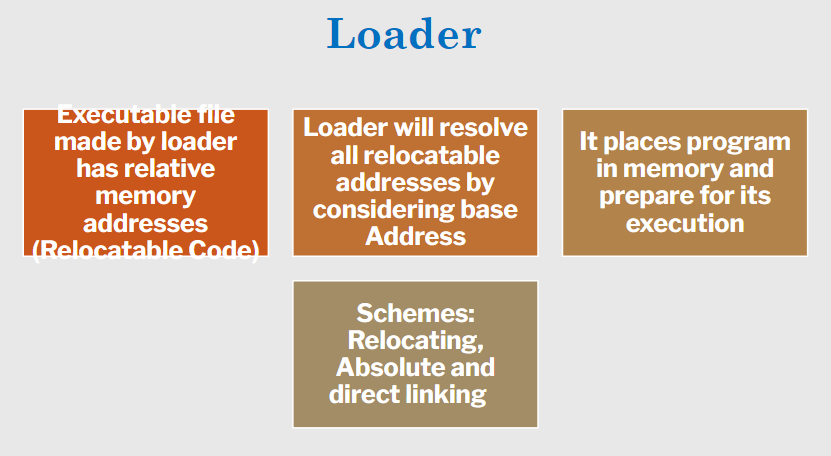 Loader
Executable file
made by loader
has relative
memory
addresses
(Relocatable Code)
Loader will resolve
all relocatable
addresses by
considering base
Address
It places program
in memory and
prepare for its
execution
Schemes:
Relocating,
Absolute and
direct linking